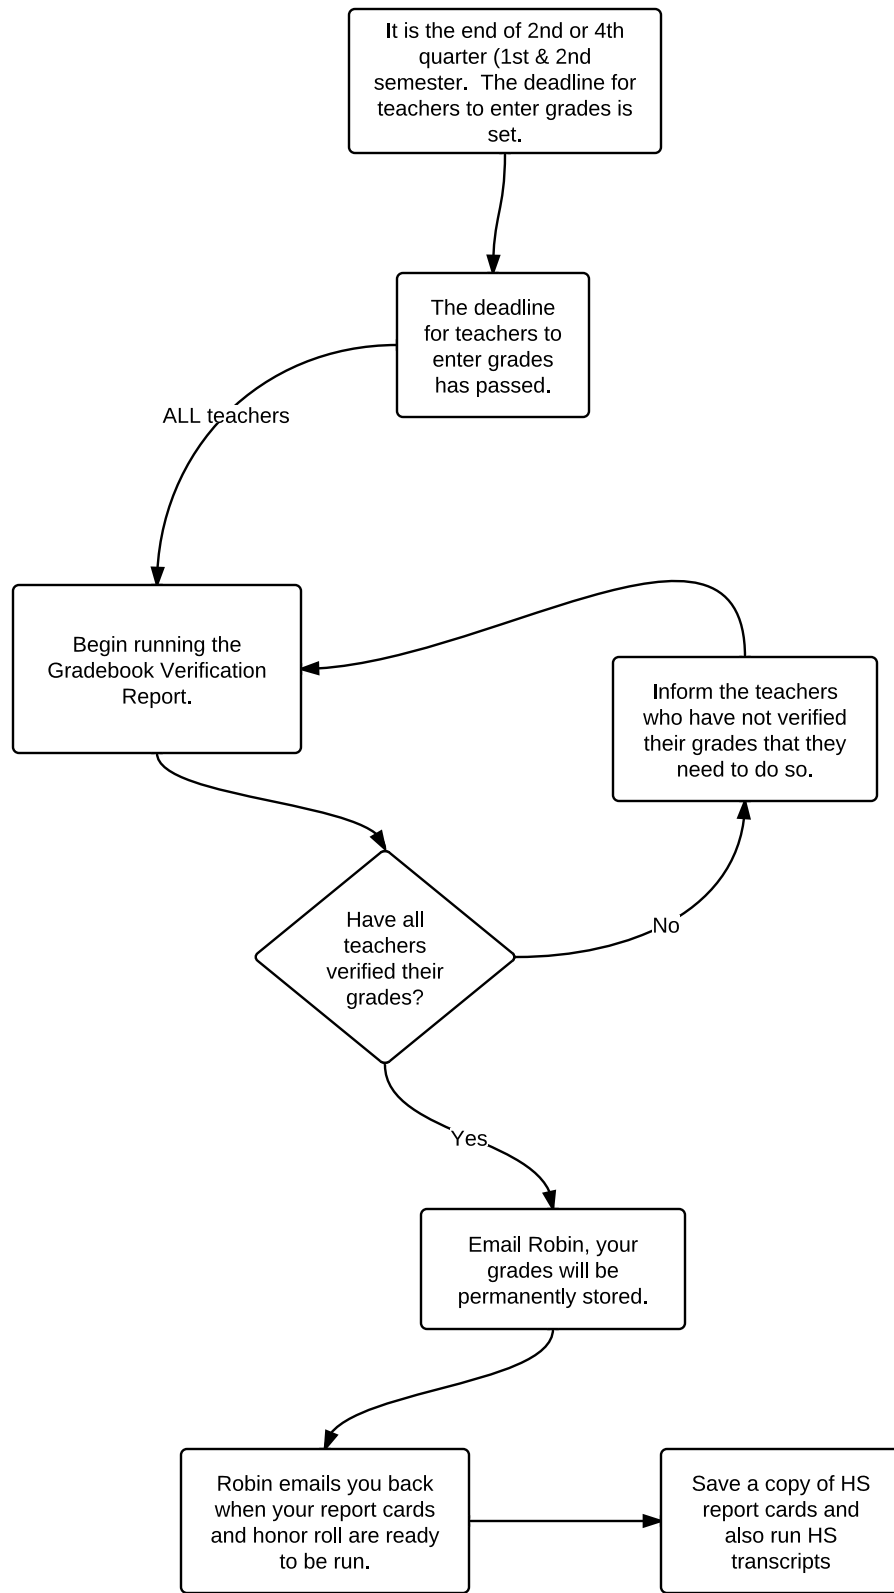 It is the end of 2nd or 4th
quarter (1st & 2nd
semester.  The deadline for
teachers to enter grades is
set.
The deadline
for teachers to
enter grades
has passed.
ALL teachers
Begin running the
Gradebook Verification
Report.
Inform the teachers
who have not verified
their grades that they
need to do so.
Have all
teachers
verified their
grades?
No
Yes
Email Robin, your
grades will be
permanently stored.
Robin emails you back
when your report cards
and honor roll are ready
to be run.
Save a copy of HS
report cards and
also run HS
transcripts